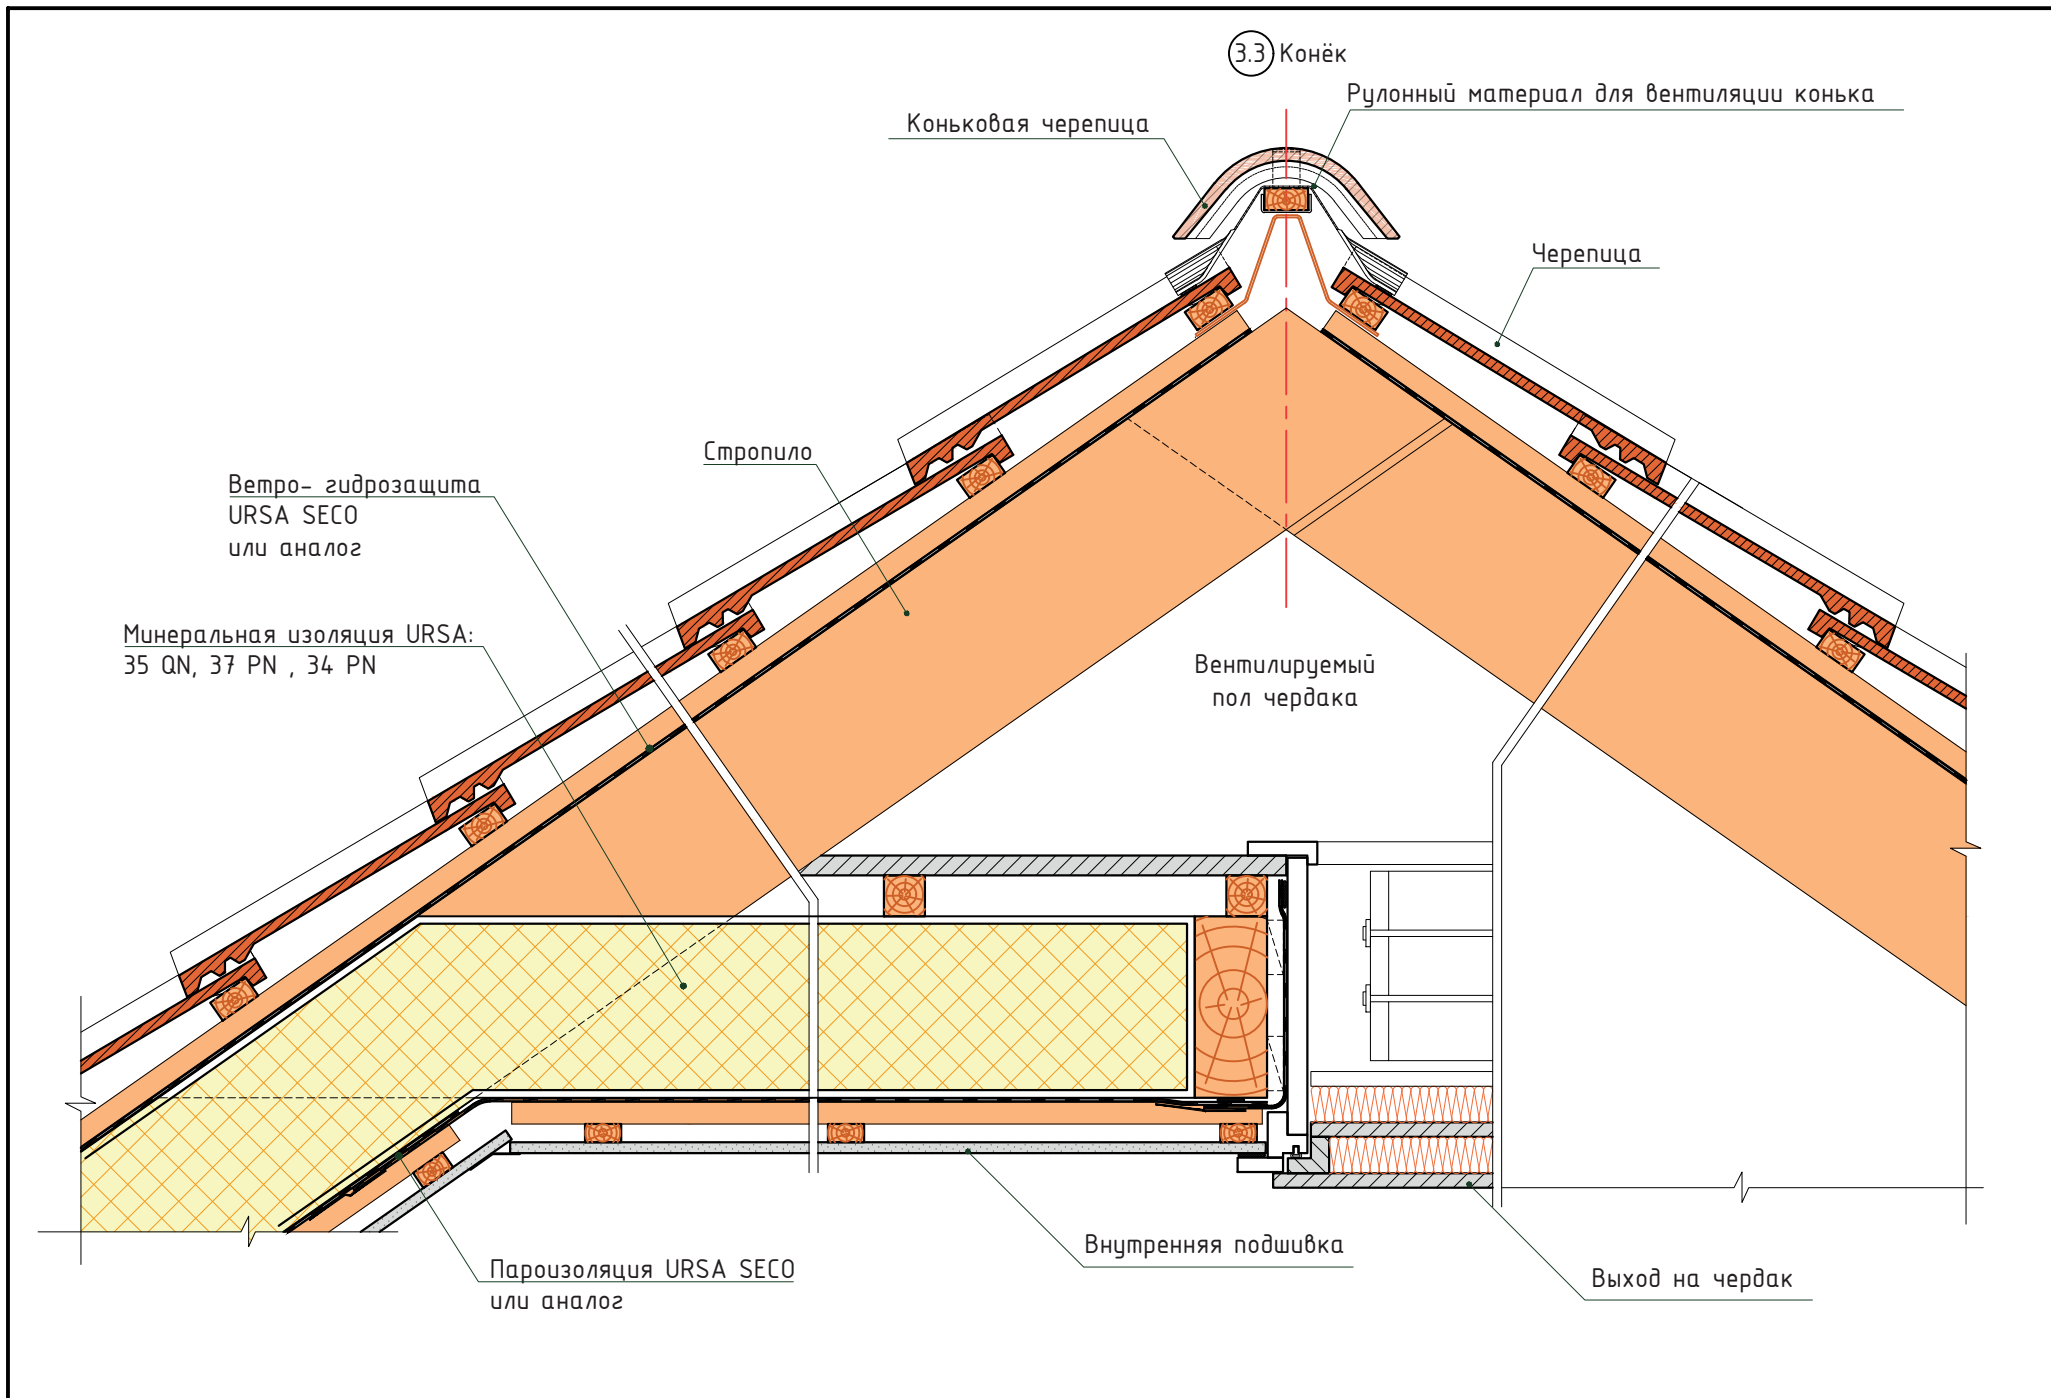 3.3 Конёк
Рулонный материал для вентиляции конька
Коньковая черепица
Черепица
Стропило
Ветро- гидрозащита
URSA SECO
или аналог
Минеральная изоляция URSA:
35 QN, 37 PN , 34 PN
Вентилируемый
пол чердака
Внутренняя подшивка
Пароизоляция URSA SECO
или аналог
Выход на чердак